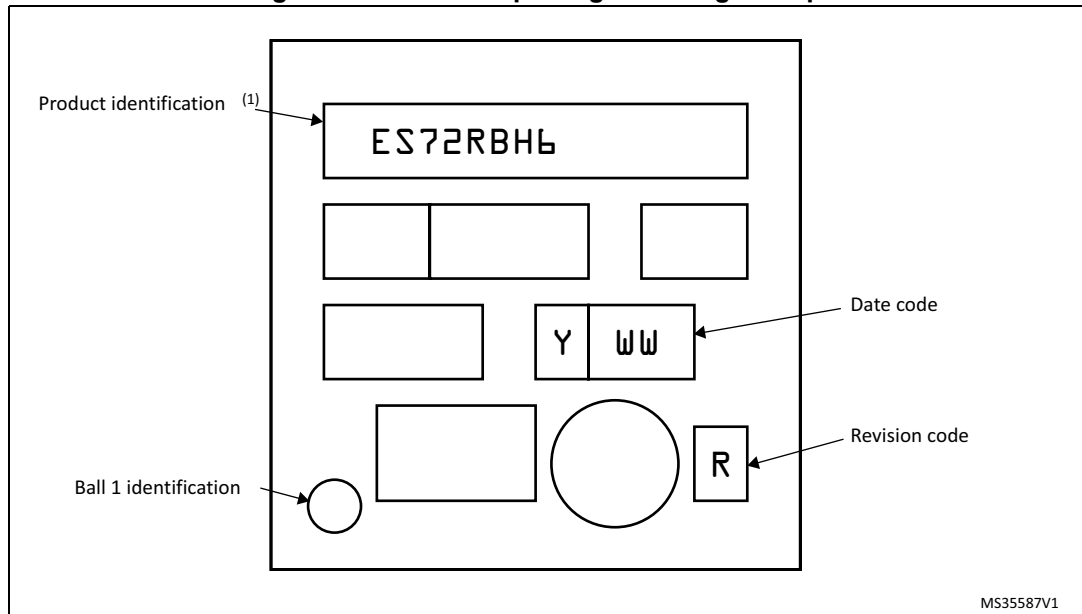 Product identification (1)
ES72RBH6
Date code
Y WW
Revision code
R
Ball 1 identification
MS35587V1